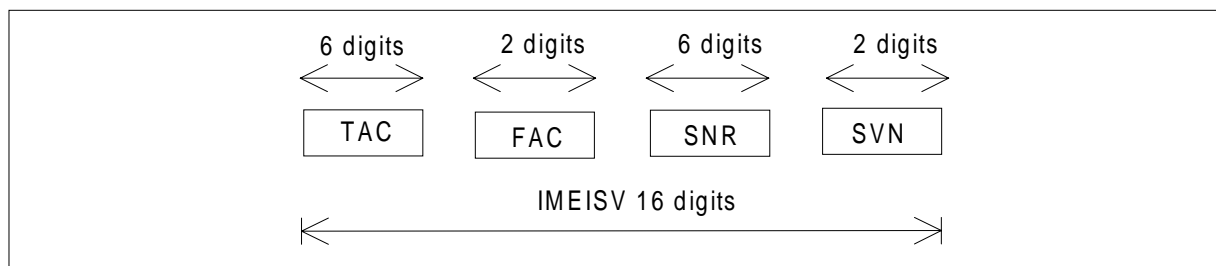 6 digits 2 digits 6 digits 2 digits
TAC FAC SNR SVN
IMEISV 16 digits